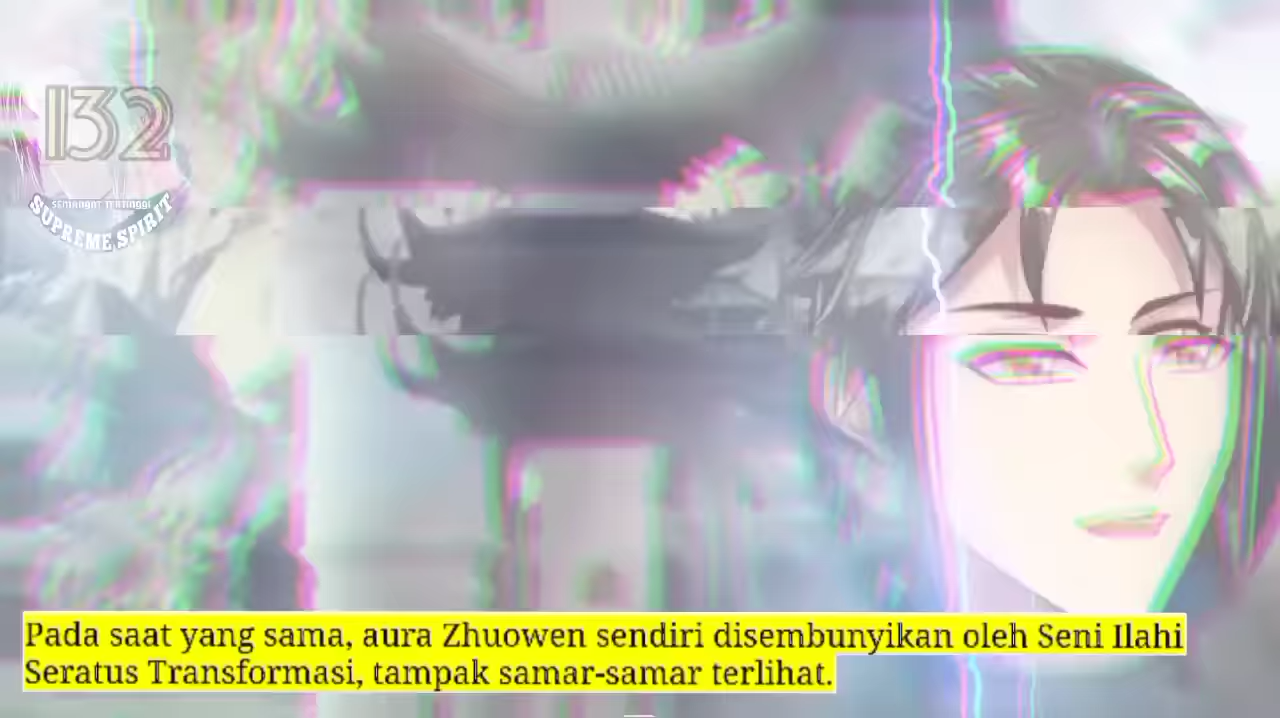 132
SEMANGAT TERTINGGI
SUPREME SPIRIT
Pada saat yang sama, aura Zhuowen sendiri disembunyikan oleh Seni Ilahi
Seratus Transformasi, tampak samar-samar terlihat.